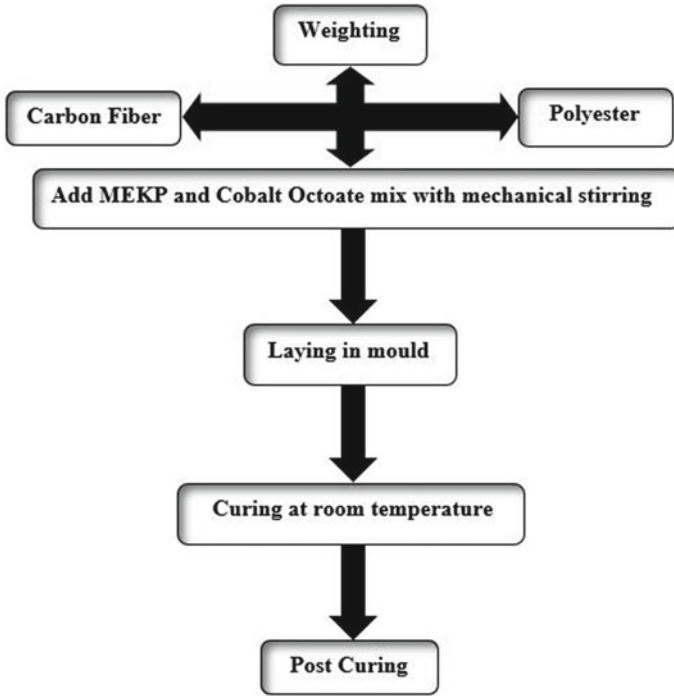 Weighting
Carbon Fiber
Polyester
Add MEKP and Cobalt Octoate mix with mechanical stirring
Laying in mould
Curing at room temperature
Post Curing